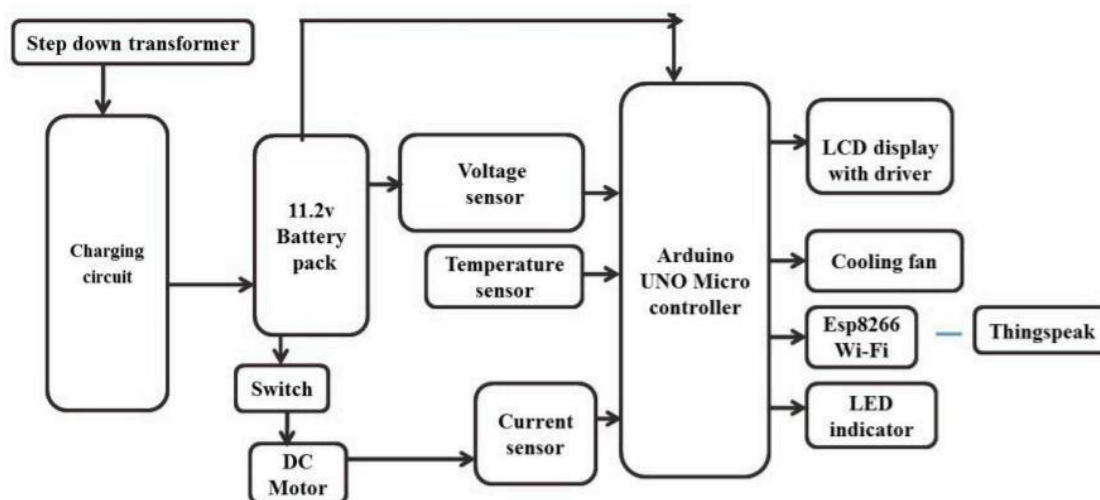 Step down transformer
Charging
circuit
11.2v
Battery
pack
Switch
DC
Motor
Voltage
sensor
Temperature
sensor
Current
sensor
Arduino
UNO Micro
controller
LCD display
with driver
Cooling fan
Esp8266
Wi-Fi
Thingspeak
LED
indicator